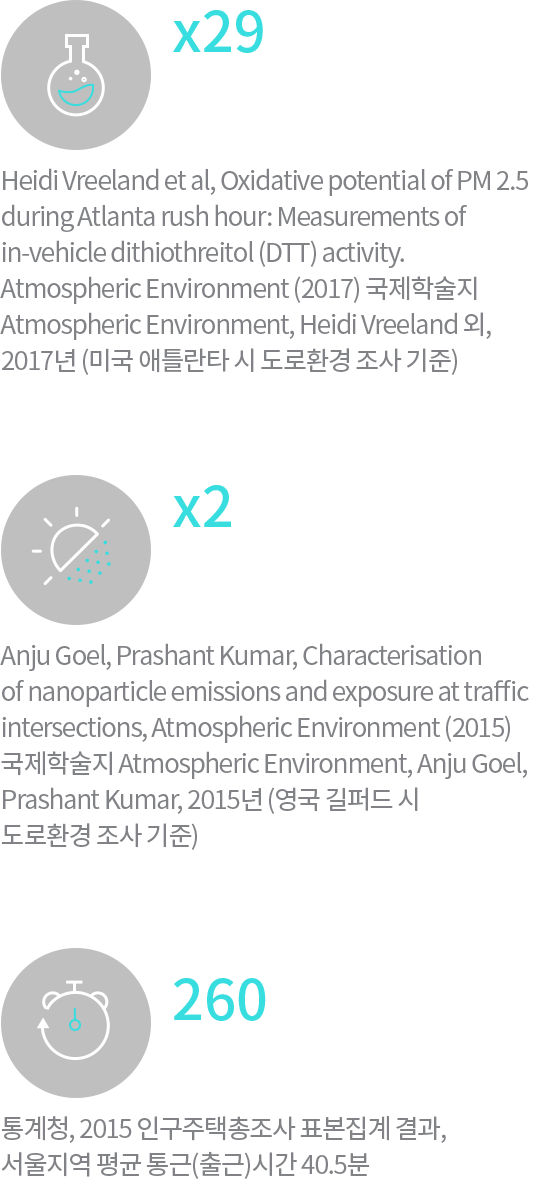 x29
Heidi Vreeland et al, Oxidative potential of PM 2.5
during Atlanta rush hour: Measurements of
in-vehicle dithiothreitol (DTT) activity.
Atmospheric Environment (2017) 국제학술지
Atmospheric Environment, Heidi Vreeland 외,
2017년 (미국 애틀란타 시 도로환경 조사 기준)
x2
Anju Goel, Prashant Kumar, Characterisation
of nanoparticle emissions and exposure at traffic
intersections, Atmospheric Environment (2015)
국제학술지 Atmospheric Environment, Anju Goel,
Prashant Kumar, 2015년 (영국 길퍼드 시
도로환경 조사 기준)
260
통계청, 2015 인구주택총조사 표본집계 결과,
서울지역 평균 통근(출근)시간 40.5분